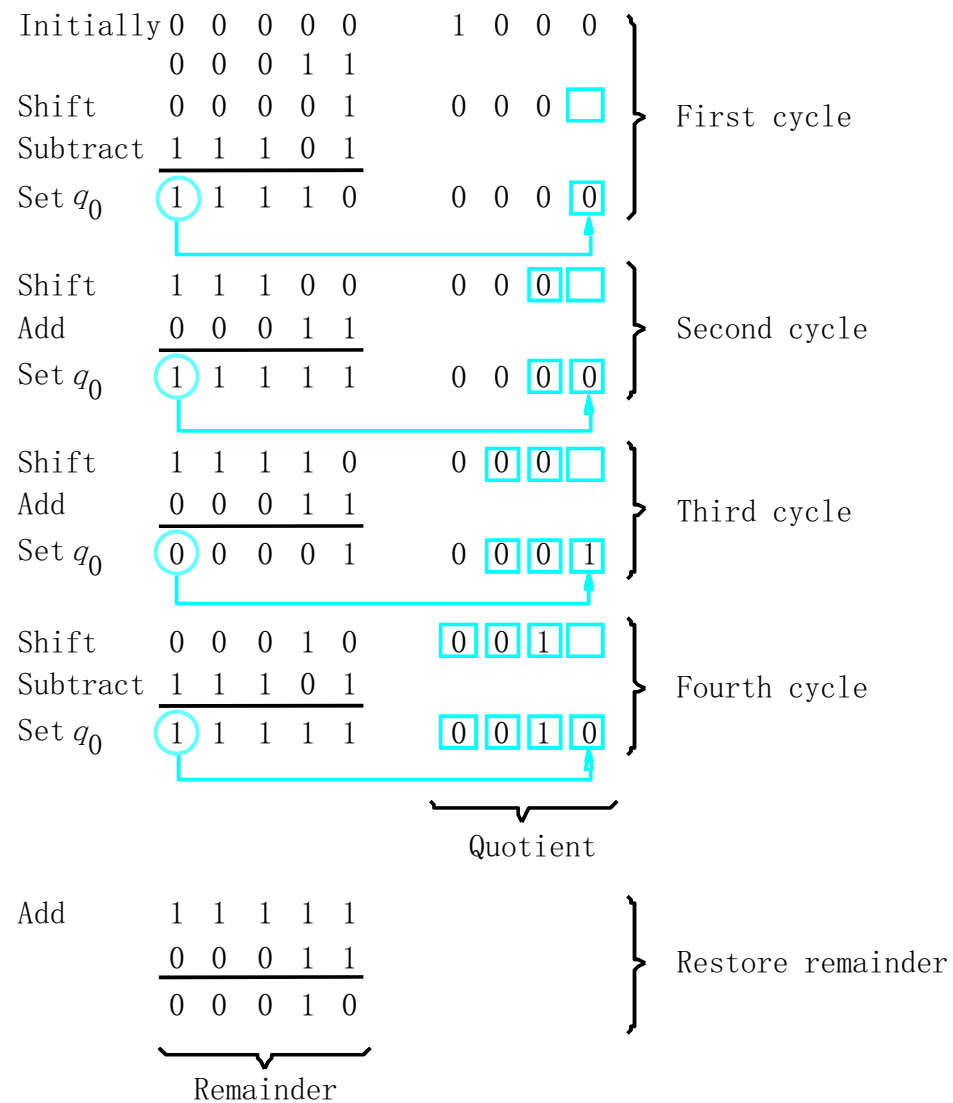 Initially 0 0 0 0 0 1 0 0 0
0 0 0 1 1
Shift 0 0 0 0 1 0 0 0
First cycle
Subtract 1 1 1 0 1
Set q0 1 1 1 1 0 0 0 0 0
Shift 1 1 1 0 0 0 0 0
Add 0 0 0 1 1
Second cycle
Set q0 1 1 1 1 1 0 0 0 0
Shift 1 1 1 1 0 0 0 0
Add 0 0 0 1 1
Third cycle
Set q0 0 0 0 0 1 0 0 0 1
Shift 0 0 0 1 0 0 0 1
Subtract 1 1 1 0 1
Fourth cycle
Set q0 1 1 1 1 1 0 0 1 0
Quotient
Add 1 1 1 1 1
0 0 0 1 1
Restore remainder
0 0 0 1 0
Remainder